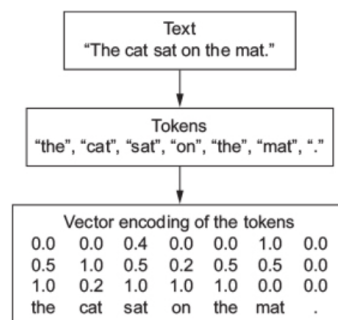 Text
“The cat sat on the mat.”
Tokens
“the”, “cat”, “sat”, “on”, “the”, “mat”, “.”
Vector encoding of the tokens
0.0 0.0 0.4 0.0 0.0 1.0 0.0
0.5 1.0 0.5 0.2 0.5 0.5 0.0
1.0 0.2 1.0 1.0 1.0 0.0 0.0
the cat sat on the mat .